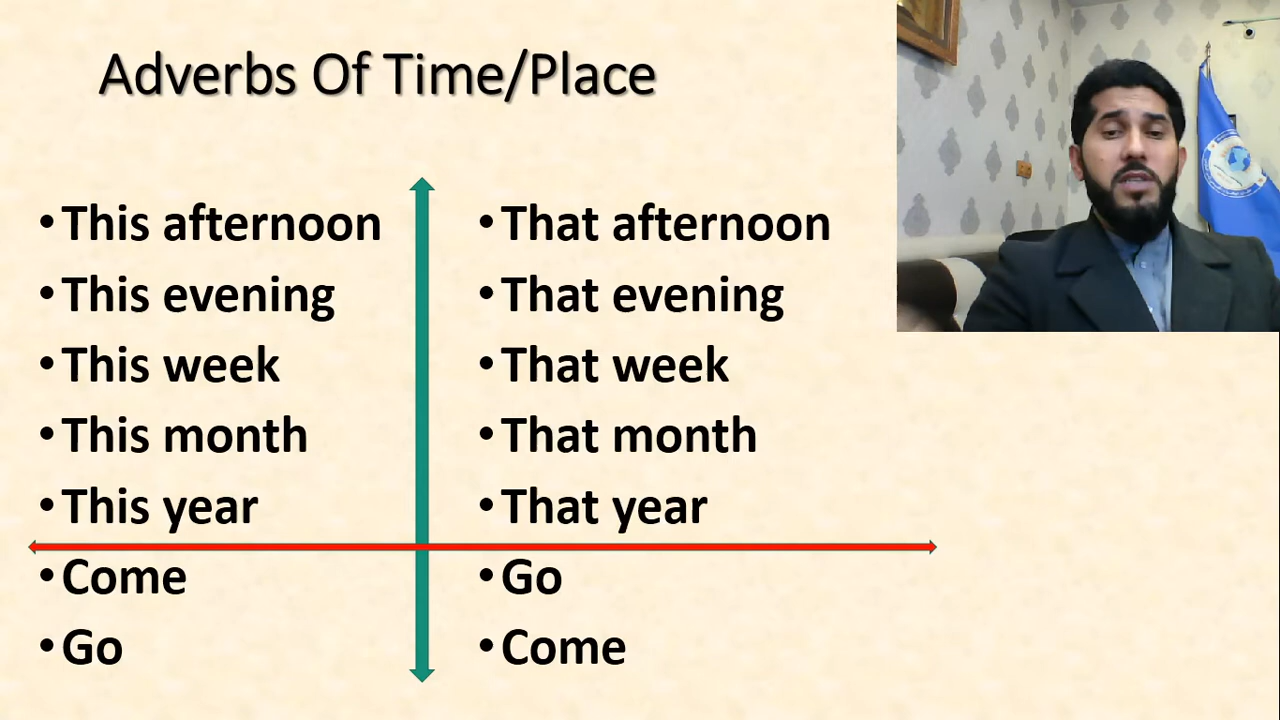 Adverbs Of Time/Place
•This afternoon
•This evening
•This week
•This month
•This year
•Come
•Go
•That afternoon
•That evening
•That week
•That month
•That year
•Go
•Come